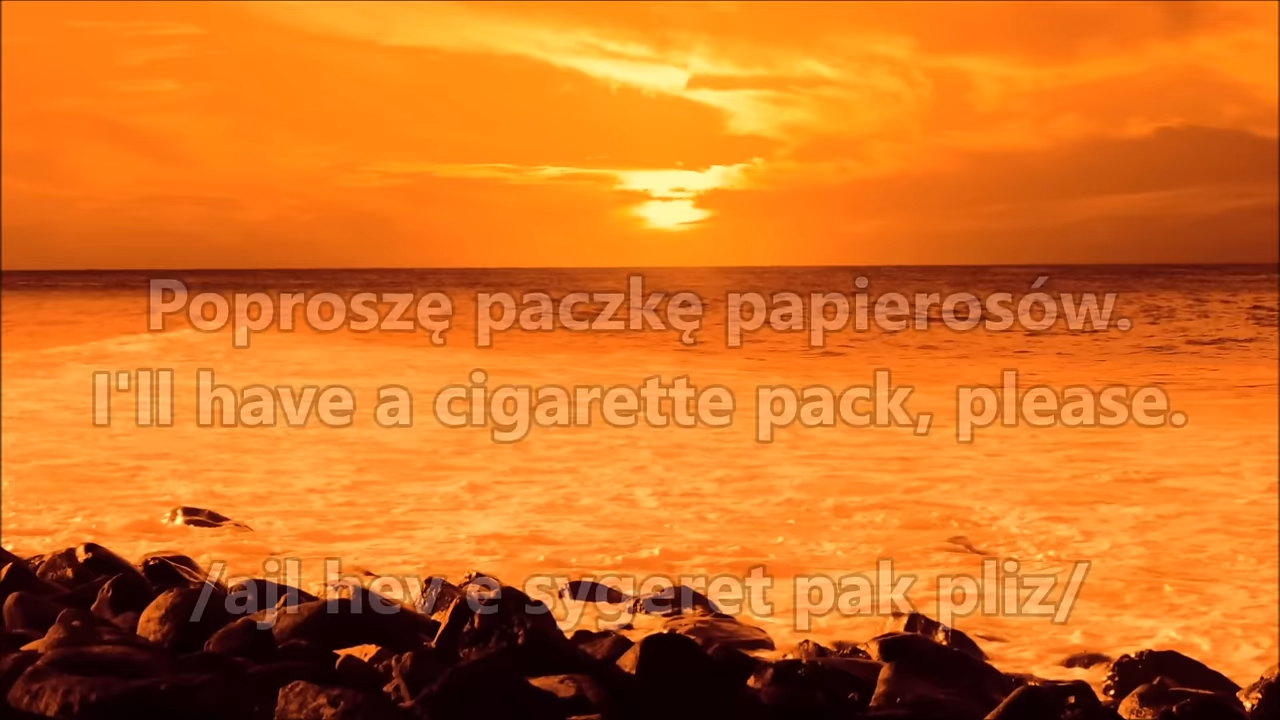 Poproszę paczkę papierosów.
I'll have a cigarette pack, please.
/ajl hev e sygeret pak pliz/